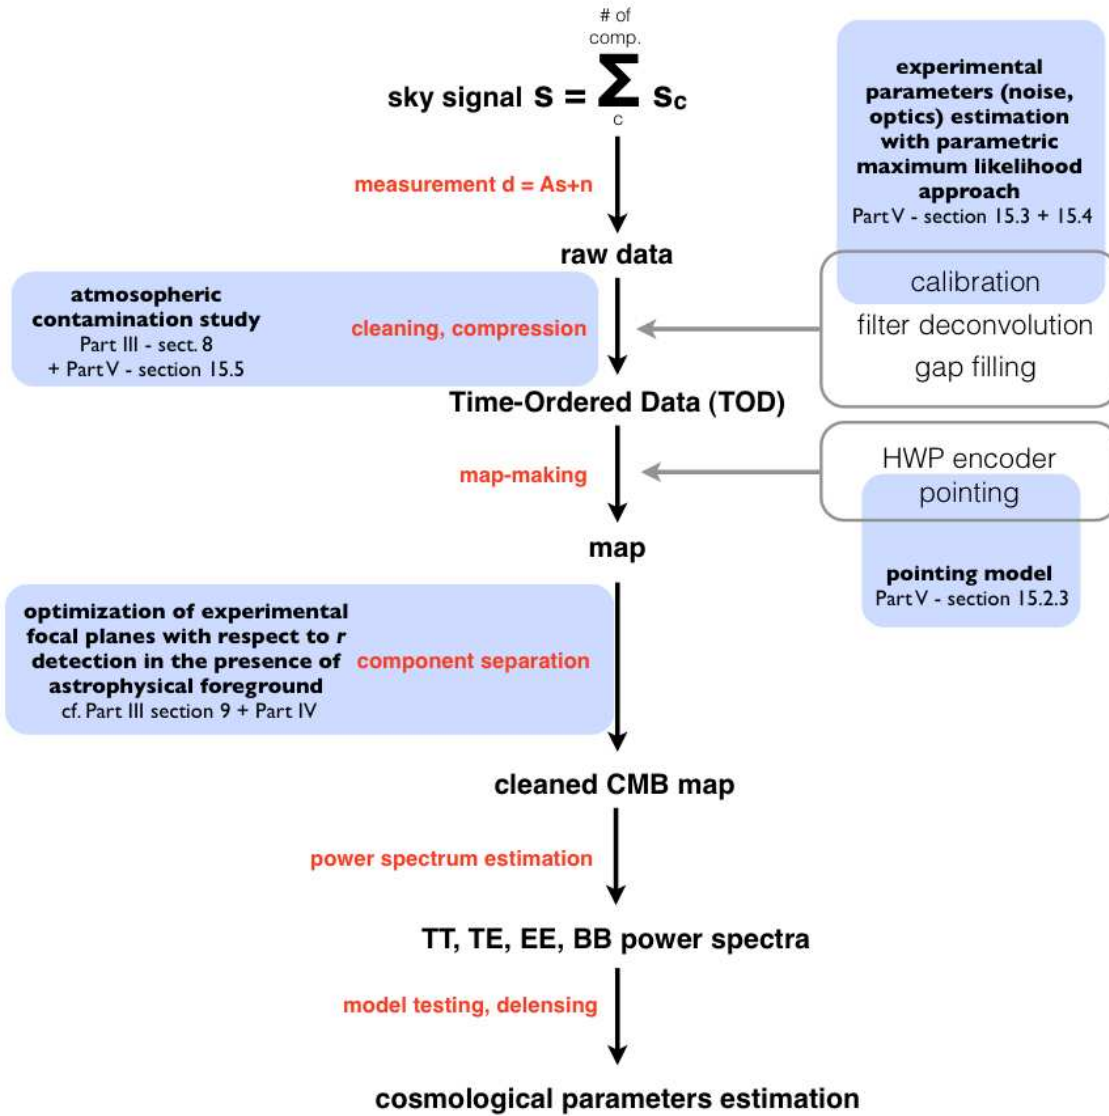 # of
comp.
sky signal s = Σ sc
c
experimental
parameters (noise,
optics) estimation
with parametric
maximum likelihood
approach
Part V - section 15.3 + 15.4
measurement d = As+n
raw data
calibration
filter deconvolution
gap filling
atmosopheric
contamination study
Part III - sect. 8
+ Part V - section 15.5
cleaning, compression
Time-Ordered Data (TOD)
HWP encoder
pointing
map-making
map
pointing model
Part V - section 15.2.3
optimization of experimental
focal planes with respect to r
detection in the presence of
astrophysical foreground
cf. Part III section 9 + Part IV
component separation
cleaned CMB map
power spectrum estimation
TT, TE, EE, BB power spectra
model testing, delensing
cosmological parameters estimation